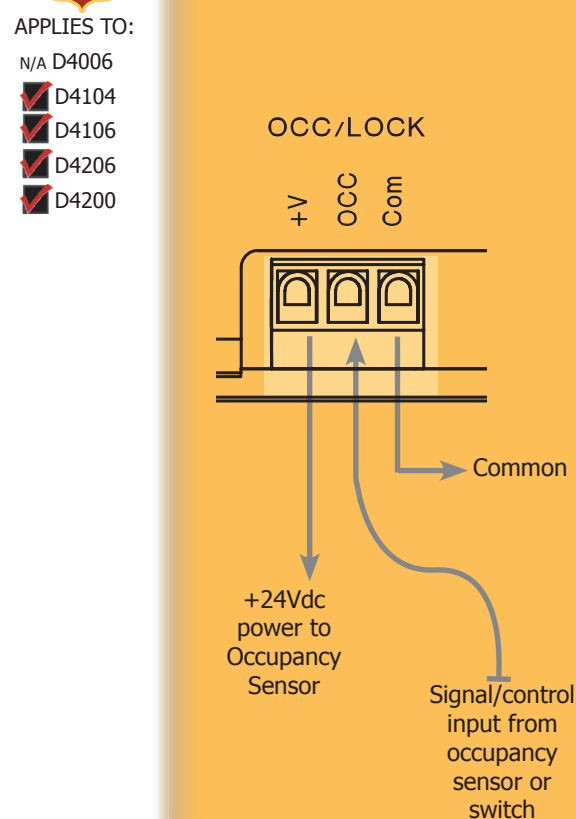 APPLIES TO:
N/A D4006
D4104
D4106
D4206
D4200
OCC/LOCK
+V
OCC
Com
Common
+24Vdc
power to
Occupancy
Sensor
Signal/control
input from
occupancy
sensor or
switch